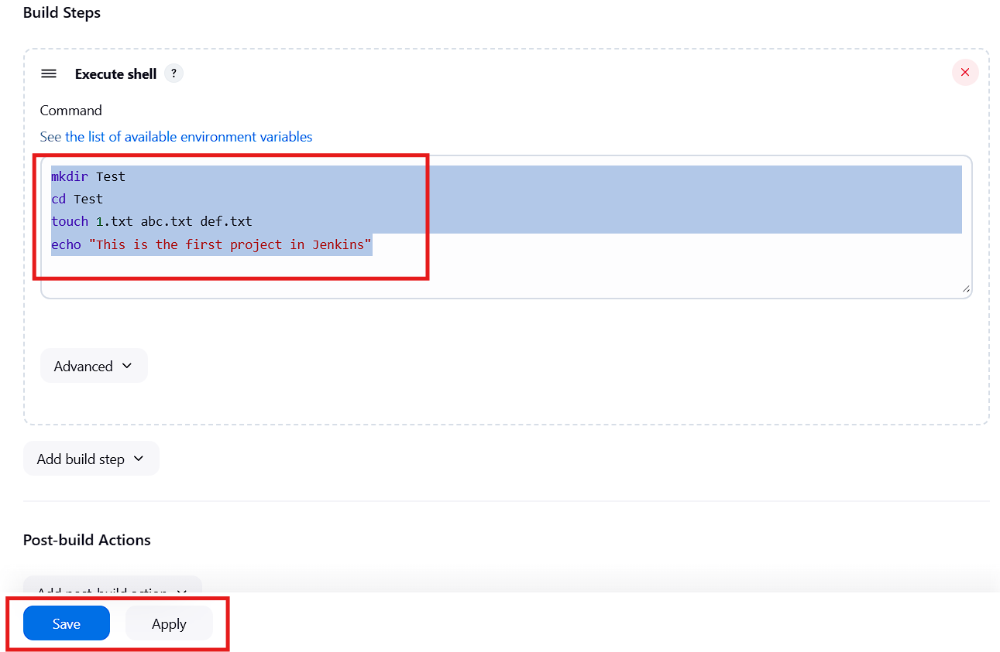 Build Steps
Execute shell ?
Command
See the list of available environment variables
mkdir Test
cd Test
touch 1.txt abc.txt def.txt
echo "This is the first project in Jenkins"
Advanced
Add build step
Post-build Actions
Add post-build action
Save Apply